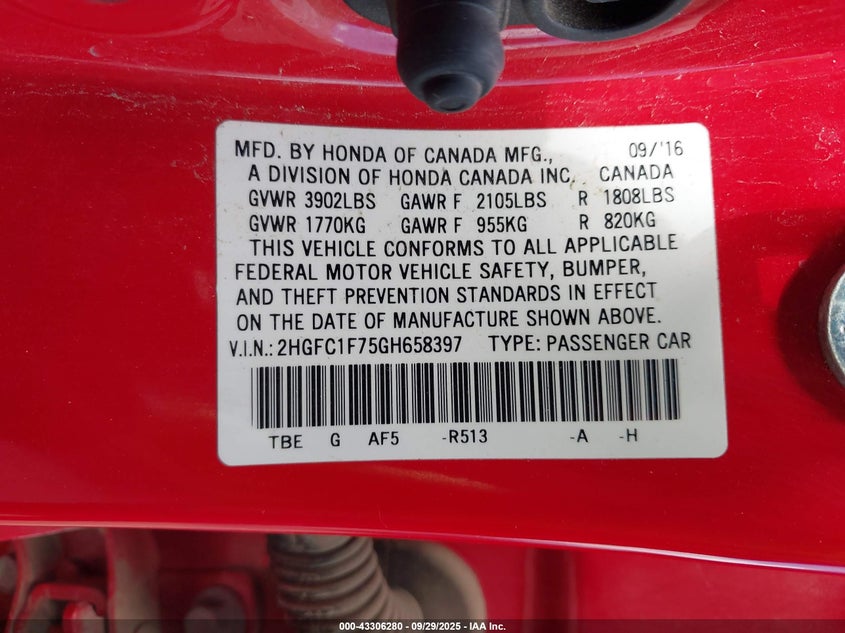 MFD. BY HONDA OF CANADA MFG., 09/'16
A DIVISION OF HONDA CANADA INC. CANADA
GVWR 3902LBS GAWR F 2105LBS R 1808LBS
GVWR 1770KG GAWR F 955KG R 820KG
THIS VEHICLE CONFORMS TO ALL APPLICABLE
FEDERAL MOTOR VEHICLE SAFETY, BUMPER,
AND THEFT PREVENTION STANDARDS IN EFFECT
ON THE DATE OF MANUFACTURE SHOWN ABOVE.
V.I.N.: 2HGFC1F75GH658397 TYPE: PASSENGER CAR
TBE G AF5 -R513 -A -H
000-43306280 - 09/29/2025 - IAA Inc.